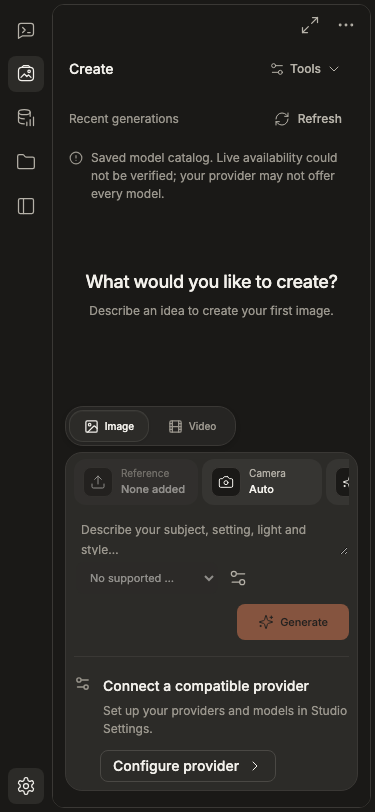 Create
Tools
Recent generations
Refresh
Saved model catalog. Live availability could
not be verified; your provider may not offer
every model.
What would you like to create?
Describe an idea to create your first image.
Image
Video
Reference
None added
Camera
Auto
Describe your subject, setting, light and
style...
No supported ...
Generate
Connect a compatible provider
Set up your providers and models in Studio
Settings.
Configure provider